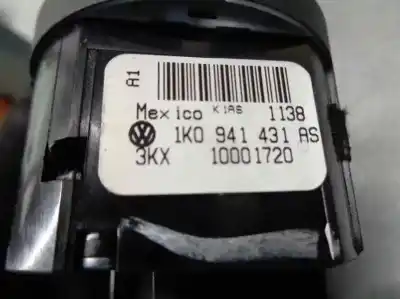 A1
Mexico KIAS 1138
1K0 941 431 AS
3KX 10001720